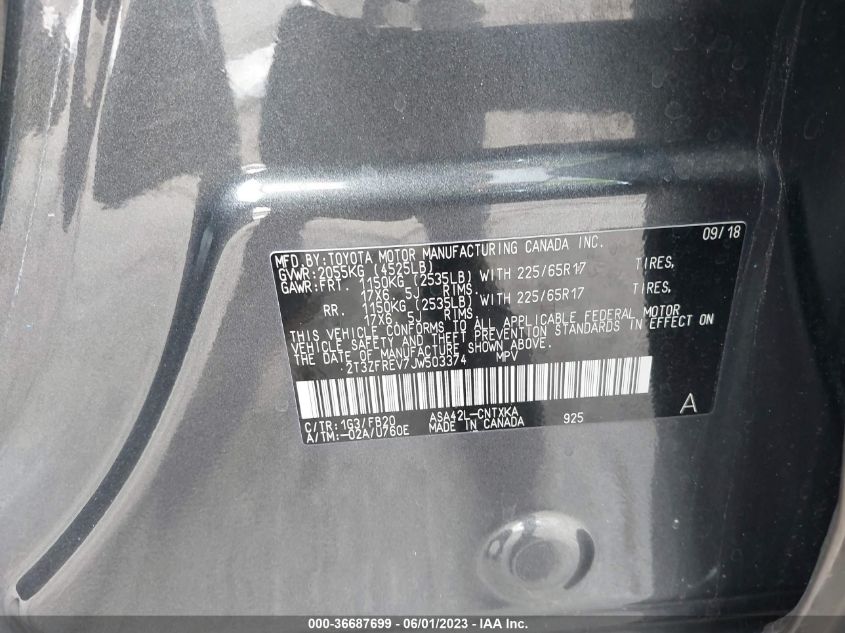 09/18
MFD.BY:TOYOTA MOTOR MANUFACTURING CANADA INC.
GVWR:2055KG (4525LB)
GAWR:FRT. 1150KG (2535LB) WITH 225/65R17 TIRES,
17X6.5J RIMS
RR. 1150KG (2535LB) WITH 225/65R17 TIRES,
17X6.5J RIMS
THIS VEHICLE CONFORMS TO ALL APPLICABLE FEDERAL MOTOR
VEHICLE SAFETY AND THEFT PREVENTION STANDARDS IN EFFECT ON
THE DATE OF MANUFACTURE SHOWN ABOVE.
2T3ZFREV7JW503374 MPV
C/TR:1G3/FB20 ASA42L-CNTXKA A
A/TM:-02A/U760E MADE IN CANADA 925
000-36687699 - 06/01/2023 - IAA Inc.